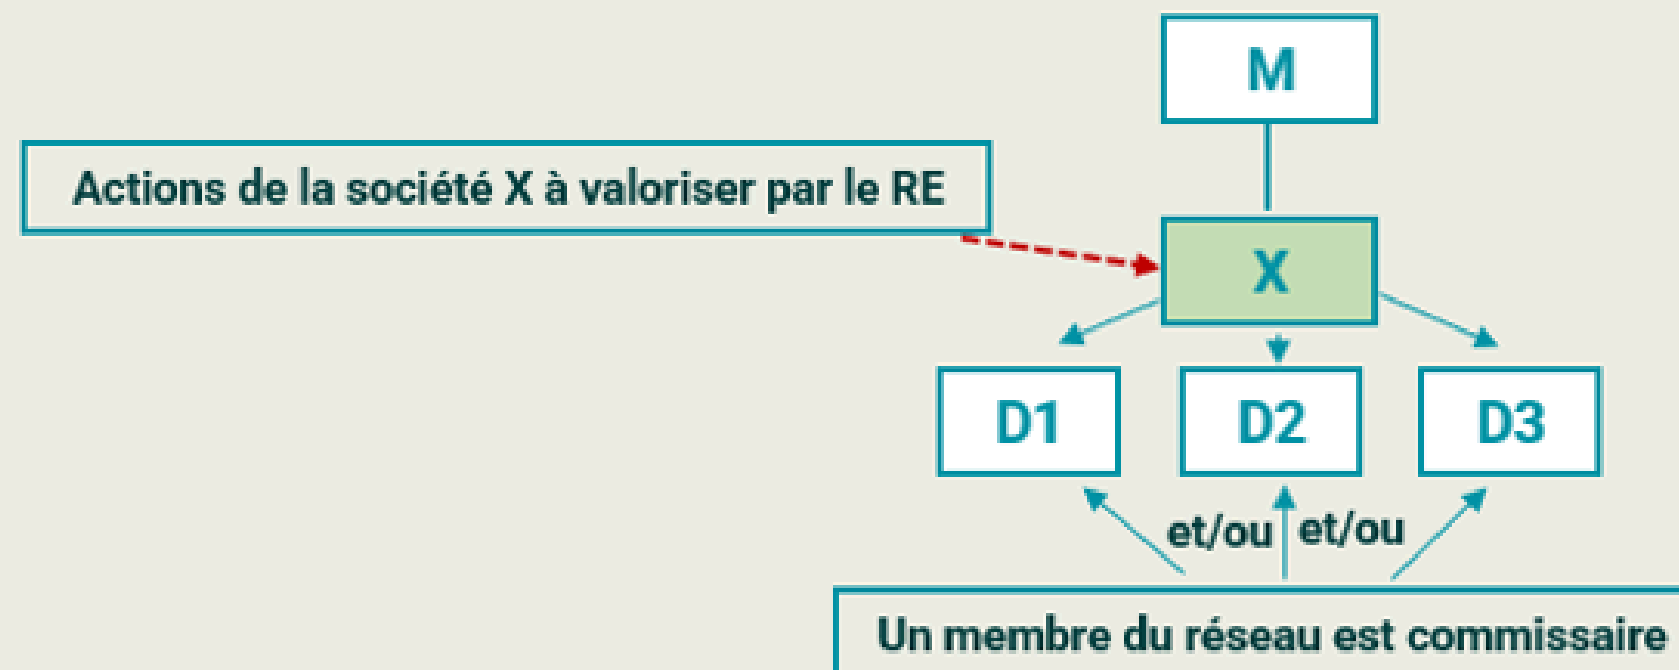 M
Actions de la société X à valoriser par le RE
X
D1
D2
D3
et/ou
et/ou
Un membre du réseau est commissaire